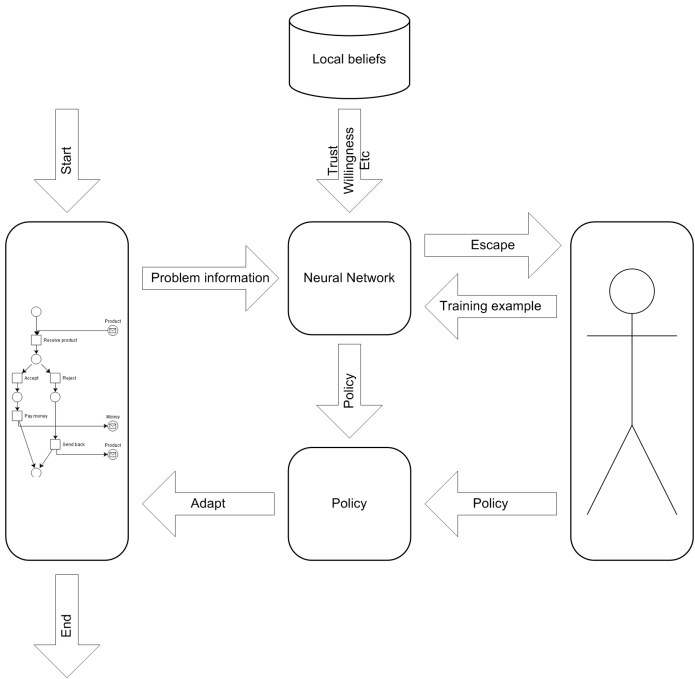 Local beliefs
Start
Trust
Willingness
Etc
Problem information
Neural Network
Escape
Training example
Product
Receive product
Accept
Reject
Pay money
Money
Send back
Product
Policy
Adapt
Policy
Policy
End